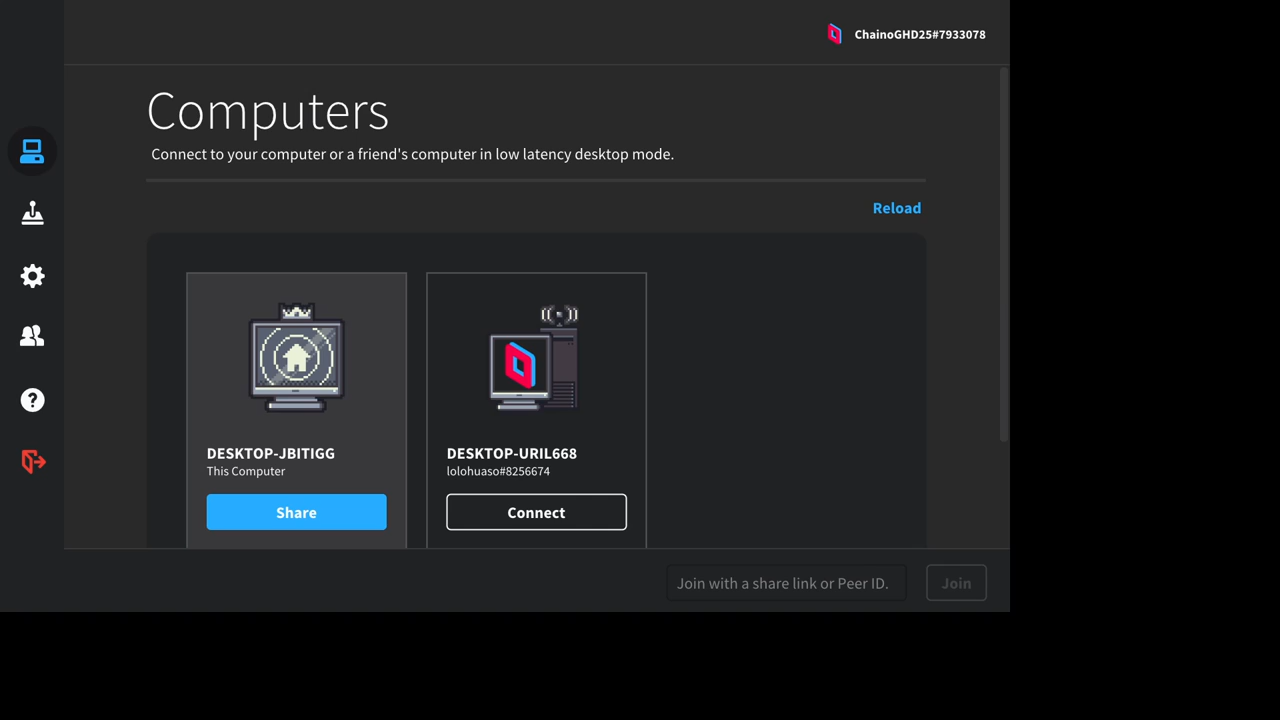 ChainoGHD25#7933078
Computers
Connect to your computer or a friend's computer in low latency desktop mode.
Reload
DESKTOP-JBITIGG
This Computer
Share
DESKTOP-URIL668
lolohuaso#8256674
Connect
Join with a share link or Peer ID.
Join